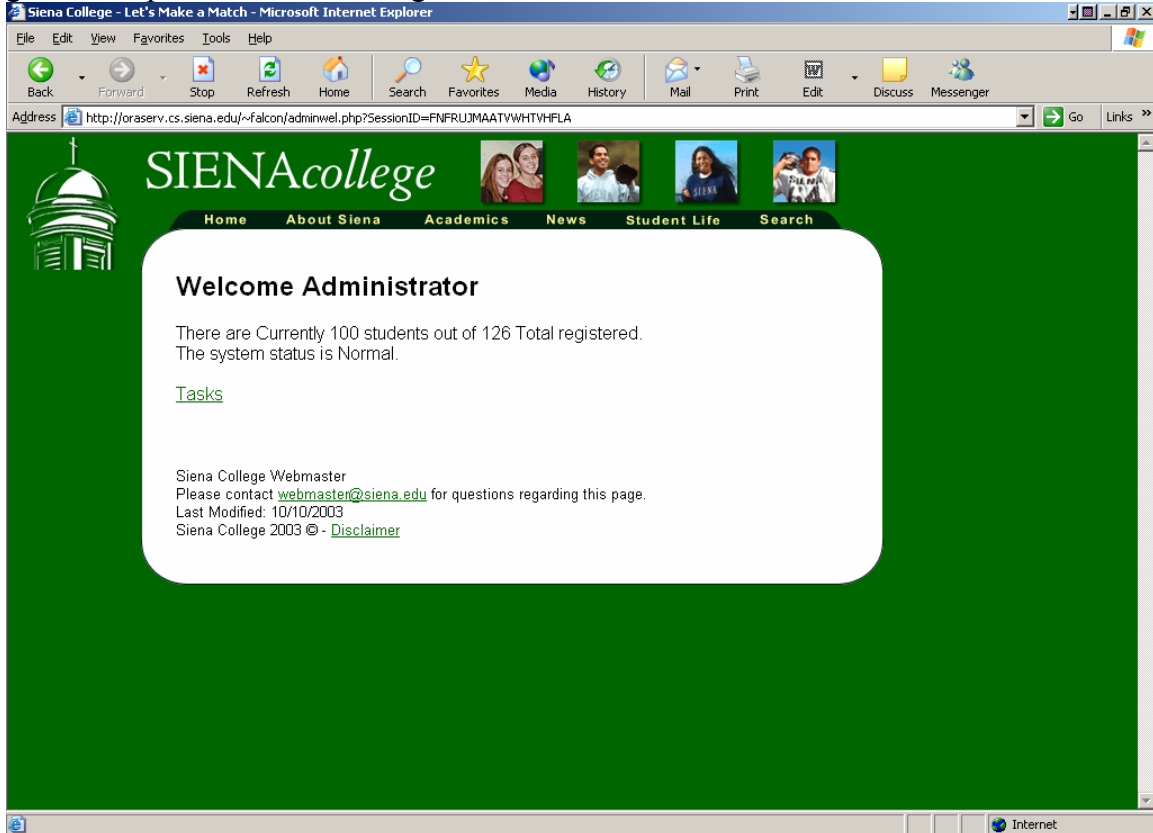 Siena College - Let's Make a Match - Microsoft Internet Explorer
File Edit View Favorites Tools Help
Back Forward Stop Refresh Home Search Favorites Media History Mail Print Edit Discuss Messenger
Address http://oraserv.cs.siena.edu/~falcon/adminwel.php?SessionID=FNFRUJMAATVWHTVHFLA Go Links »
SIENAcollege
SIENA
Home About Siena Academics News Student Life Search
Welcome Administrator
There are Currently 100 students out of 126 Total registered.
The system status is Normal.
Tasks
Siena College Webmaster
Please contact webmaster@siena.edu for questions regarding this page.
Last Modified: 10/10/2003
Siena College 2003 © - Disclaimer
Internet